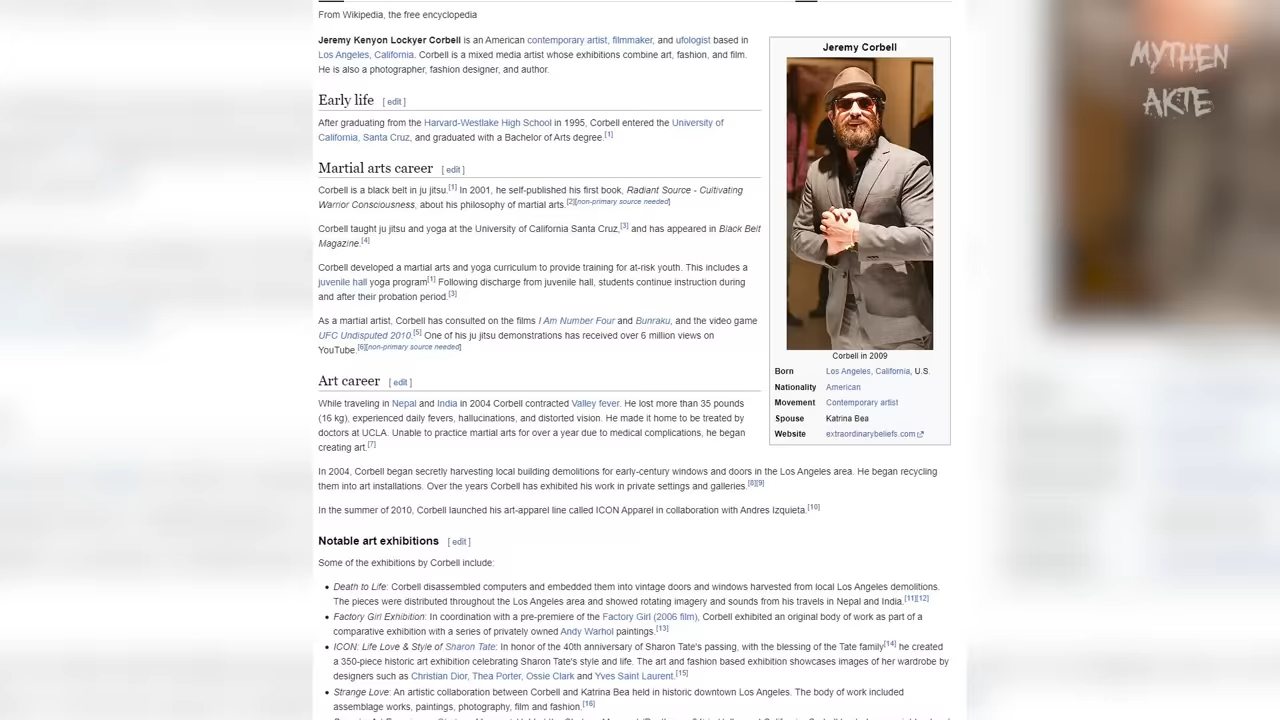 From Wikipedia, the free encyclopedia
Jeremy Kenyon Lockyer Corbell is an American contemporary artist, filmmaker, and ufologist based in
Los Angeles, California. Corbell is a mixed media artist whose exhibitions combine art, fashion, and film.
He is also a photographer, fashion designer, and author.
Early life [ edit ]
After graduating from the Harvard-Westlake High School in 1995, Corbell entered the University of
California, Santa Cruz, and graduated with a Bachelor of Arts degree.[1]
Martial arts career [ edit ]
Corbell is a black belt in ju jitsu.[1] In 2001, he self-published his first book, Radiant Source - Cultivating
Warrior Consciousness, about his philosophy of martial arts.[2][non-primary source needed]
Corbell taught ju jitsu and yoga at the University of California Santa Cruz,[3] and has appeared in Black Belt
Magazine.[4]
Corbell developed a martial arts and yoga curriculum to provide training for at-risk youth. This includes a
juvenile hall yoga program[1] Following discharge from juvenile hall, students continue instruction during
and after their probation period.[3]
As a martial artist, Corbell has consulted on the films I Am Number Four and Bunraku, and the video game
UFC Undisputed 2010.[5] One of his ju jitsu demonstrations has received over 6 million views on
YouTube.[6][non-primary source needed]
Art career [ edit ]
While traveling in Nepal and India in 2004 Corbell contracted Valley fever. He lost more than 35 pounds
(16 kg), experienced daily fevers, hallucinations, and distorted vision. He made it home to be treated by
doctors at UCLA. Unable to practice martial arts for over a year due to medical complications, he began
creating art.[7]
In 2004, Corbell began secretly harvesting local building demolitions for early-century windows and doors in the Los Angeles area. He began recycling
them into art installations. Over the years Corbell has exhibited his work in private settings and galleries.[8][9]
In the summer of 2010, Corbell launched his art-apparel line called ICON Apparel in collaboration with Andres Izquieta.[10]
Notable art exhibitions [ edit ]
Some of the exhibitions by Corbell include:
Death to Life: Corbell disassembled computers and embedded them into vintage doors and windows harvested from local Los Angeles demolitions.
The pieces were distributed throughout the Los Angeles area and showed rotating imagery and sounds from his travels in Nepal and India.[11][12]
Factory Girl Exhibition: In coordination with a pre-premiere of the Factory Girl (2006 film), Corbell exhibited an original body of work as part of a
comparative exhibition with a series of privately owned Andy Warhol paintings.[13]
ICON: Life Love & Style of Sharon Tate: In honor of the 40th anniversary of Sharon Tate's passing, with the blessing of the Tate family[14] he created
a 350-piece historic art exhibition celebrating Sharon Tate's style and life. The art and fashion based exhibition showcases images of her wardrobe by
designers such as Christian Dior, Thea Porter, Ossie Clark and Yves Saint Laurent.[15]
Strange Love: An artistic collaboration between Corbell and Katrina Bea held in historic downtown Los Angeles. The body of work included
assemblage works, paintings, photography, film and fashion.[16]
Jeremy Corbell
Corbell in 2009
Born Los Angeles, California, U.S.
Nationality American
Movement Contemporary artist
Spouse Katrina Bea
Website extraordinarybeliefs.com
MYTHEN
AKTE